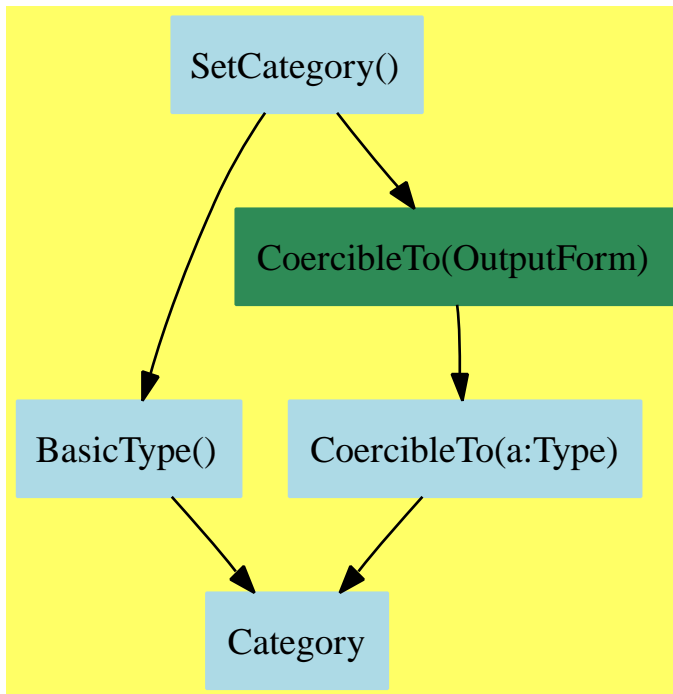 SetCategory()
CoercibleTo(OutputForm)
BasicType()
CoercibleTo(a:Type)
Category